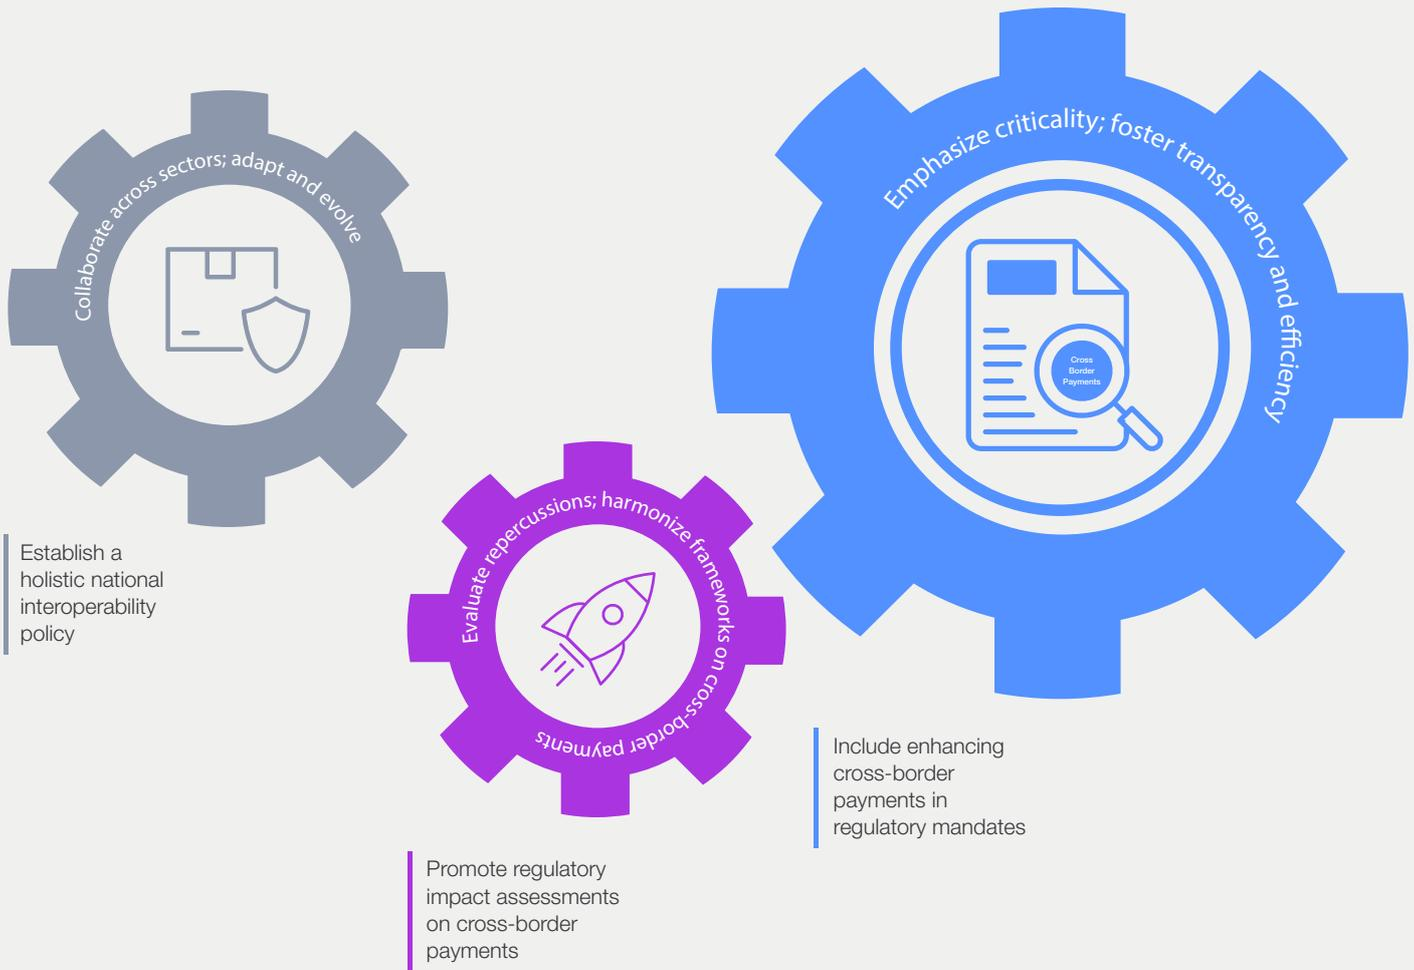 Collaborate across sectors; adapt and evolve
Establish a
holistic national
interoperability
policy
Evaluate repercussions; harmonize frameworks on cross-border payments
Promote regulatory
impact assessments
on cross-border
payments
Emphasize criticality; foster transparency and efficiency
Cross
Border
Payments
Include enhancing
cross-border
payments in
regulatory mandates